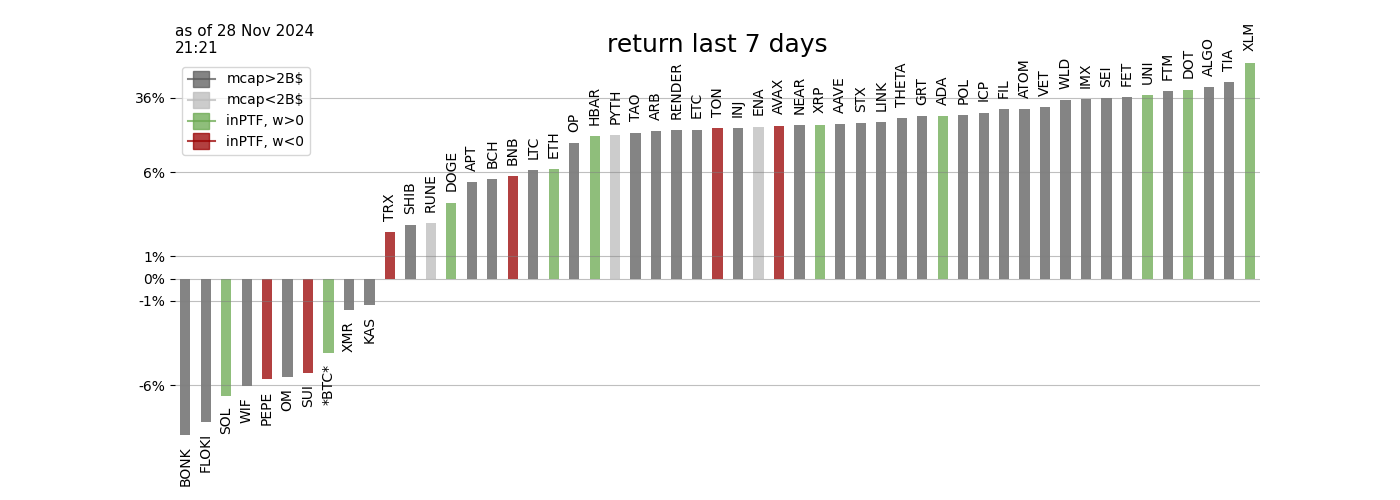 as of 28 Nov 2024
21:21
return last 7 days
mcap>2B$
mcap<2B$
inPTF, w>0
inPTF, w<0
36%
6%
1%
0%
-1%
-6%
BONK
FLOKI
SOL
WIF
PEPE
OM
SUI
*BTC*
XMR
KAS
TRX
SHIB
RUNE
DOGE
APT
BCH
BNB
LTC
ETH
OP
HBAR
PYTH
TAO
ARB
RENDER
ETC
TON
INJ
ENA
AVAX
NEAR
XRP
AAVE
STX
LINK
THETA
GRT
ADA
POL
ICP
FIL
ATOM
VET
WLD
IMX
SEI
FET
UNI
FTM
DOT
ALGO
TIA
XLM